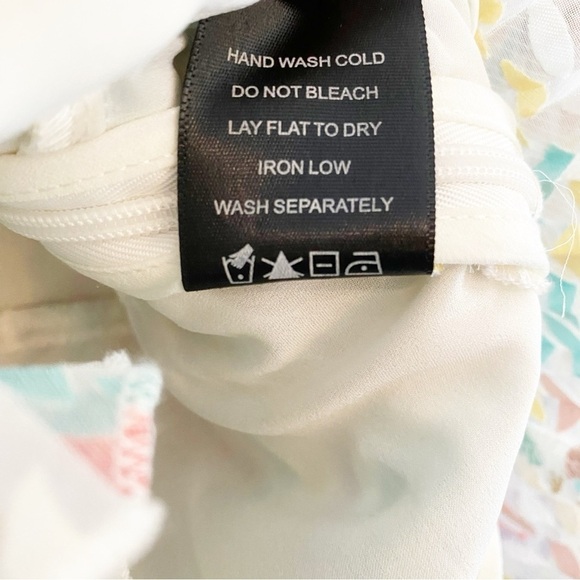 HAND WASH COLD
DO NOT BLEACH
LAY FLAT TO DRY
IRON LOW
WASH SEPARATELY